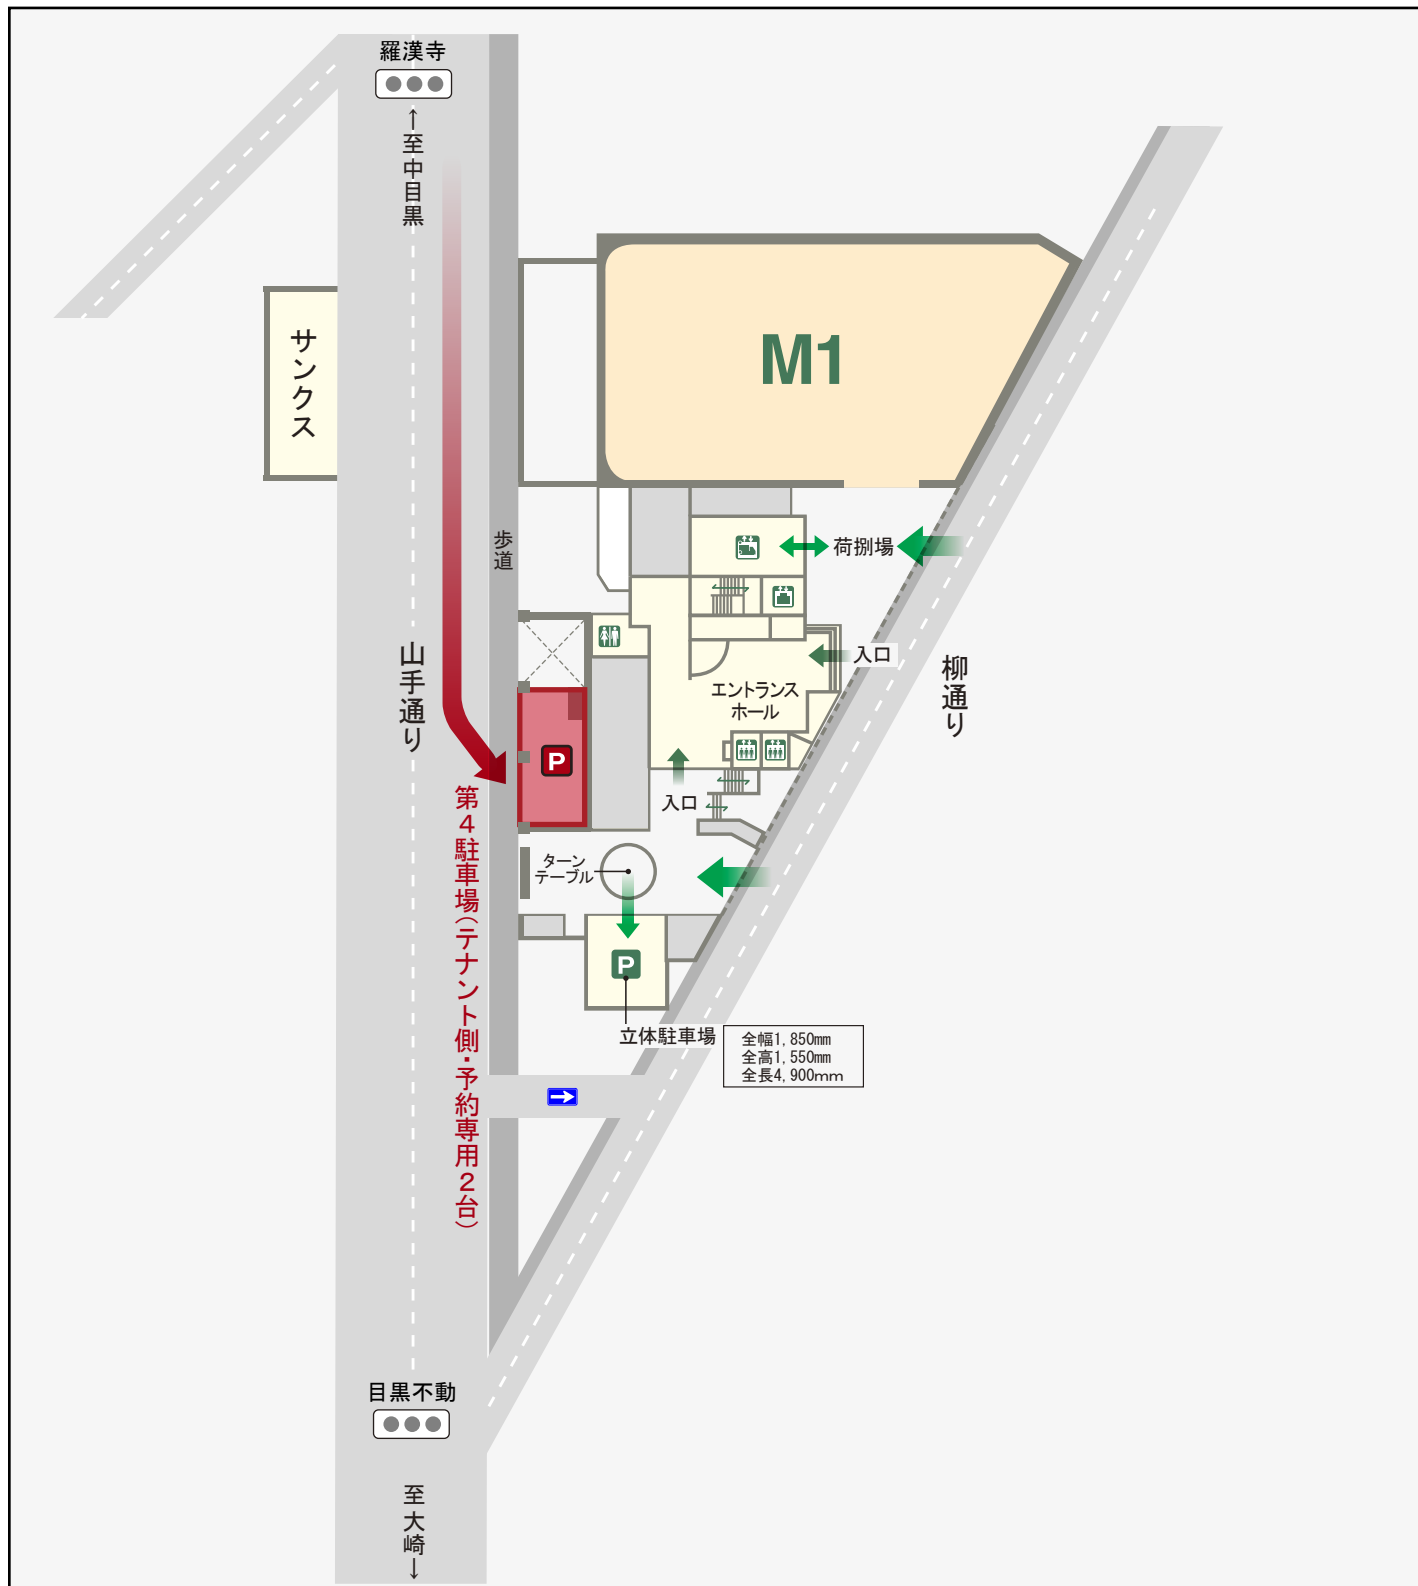 羅漢寺
↑至中目黒
サンクス
M1
歩道
荷捌場
入口
山手通り
柳通り
エントランス
ホール
P
入口
第4駐車場(テナント側・予約専用2台)
ターン
テーブル
P
立体駐車場
全幅1,850mm
全高1,550mm
全長4,900mm
目黒不動
至大崎↓